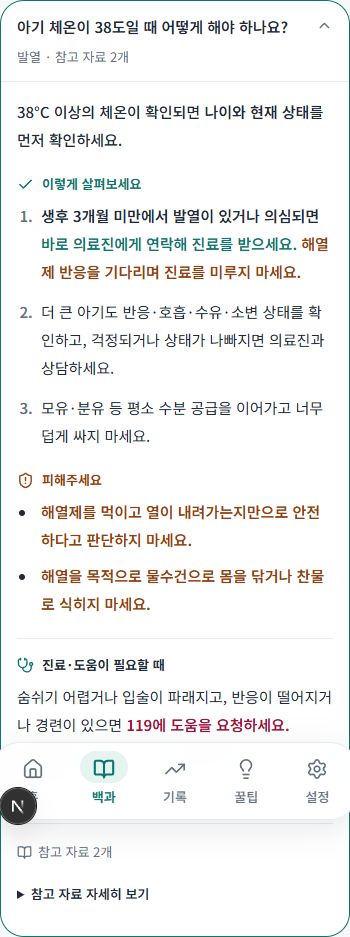 아기 체온이 38도일 때 어떻게 해야 하나요?
발열 · 참고 자료 2개
38°C 이상의 체온이 확인되면 나이와 현재 상태를
먼저 확인하세요.
이렇게 살펴보세요
1. 생후 3개월 미만에서 발열이 있거나 의심되면
바로 의료진에게 연락해 진료를 받으세요. 해열
제 반응을 기다리며 진료를 미루지 마세요.
2. 더 큰 아기도 반응·호흡·수유·소변 상태를 확
인하고, 걱정되거나 상태가 나빠지면 의료진과
상담하세요.
3. 모유·분유 등 평소 수분 공급을 이어가고 너무
덥게 싸지 마세요.
피해주세요
• 해열제를 먹이고 열이 내려가는지만으로 안전
하다고 판단하지 마세요.
• 해열을 목적으로 물수건으로 몸을 닦거나 찬물
로 식히지 마세요.
진료·도움이 필요할 때
숨쉬기 어렵거나 입술이 파래지고, 반응이 떨어지거
나 경련이 있으면 119에 도움을 요청하세요.
백과 기록 꿀팁 설정
N
참고 자료 2개
▶ 참고 자료 자세히 보기